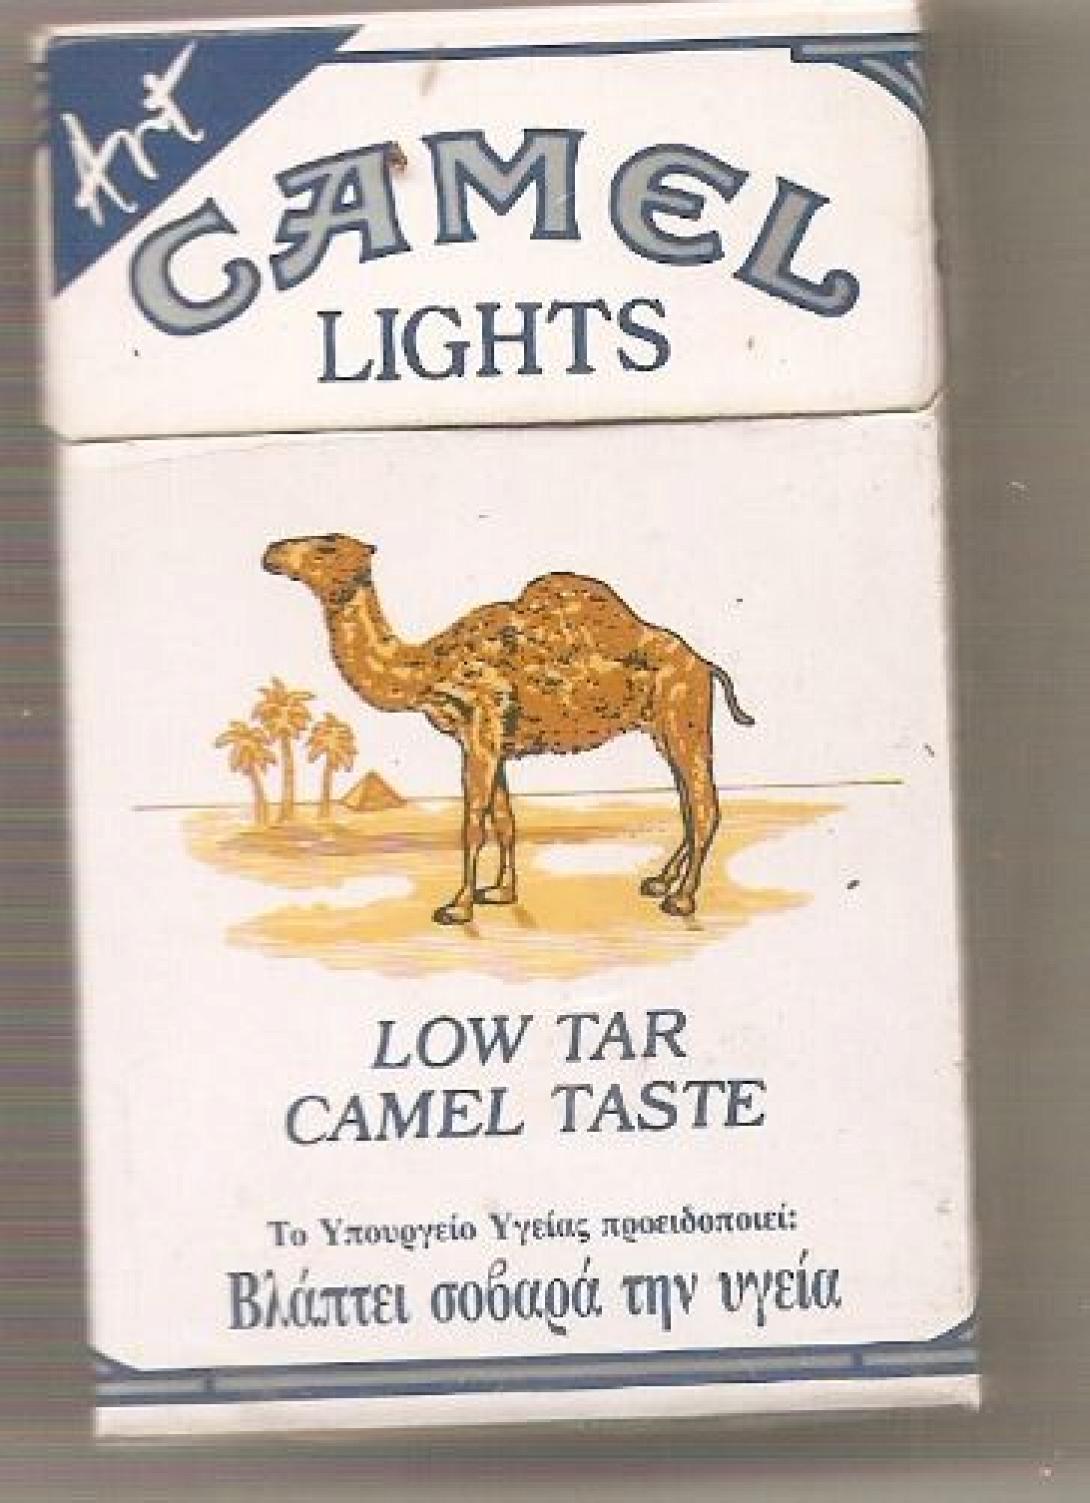 CAMEL
LIGHTS
LOW TAR
CAMEL TASTE
Το Υπουργείο Υγείας προειδοποιεί:
Βλάπτει σοβαρά την υγεία